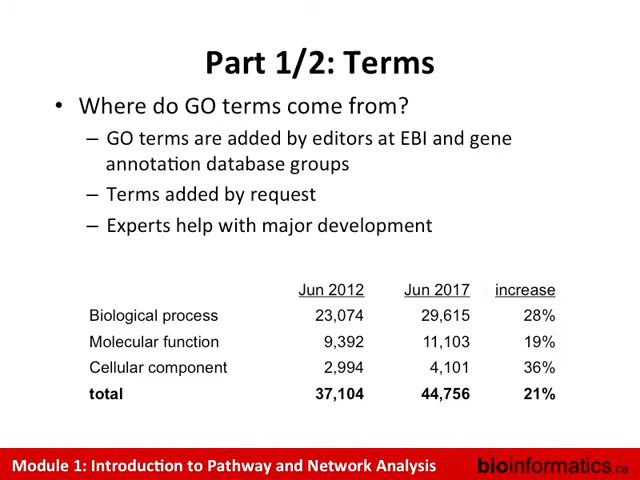 Part 1/2: Terms
• Where do GO terms come from?
– GO terms are added by editors at EBI and gene
annotation database groups
– Terms added by request
– Experts help with major development
Jun 2012 Jun 2017 increase
Biological process 23,074 29,615 28%
Molecular function 9,392 11,103 19%
Cellular component 2,994 4,101 36%
total 37,104 44,756 21%
Module 1: Introduction to Pathway and Network Analysis bioinformatics.ca